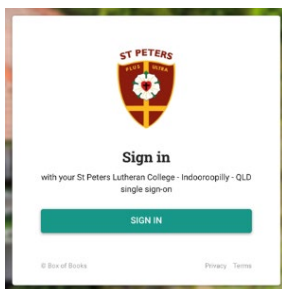 ST PETERS
PLUS ULTRA
Sign in
with your St Peters Lutheran College - Indooroopilly - QLD
single sign-on
SIGN IN
© Box of Books
Privacy Terms